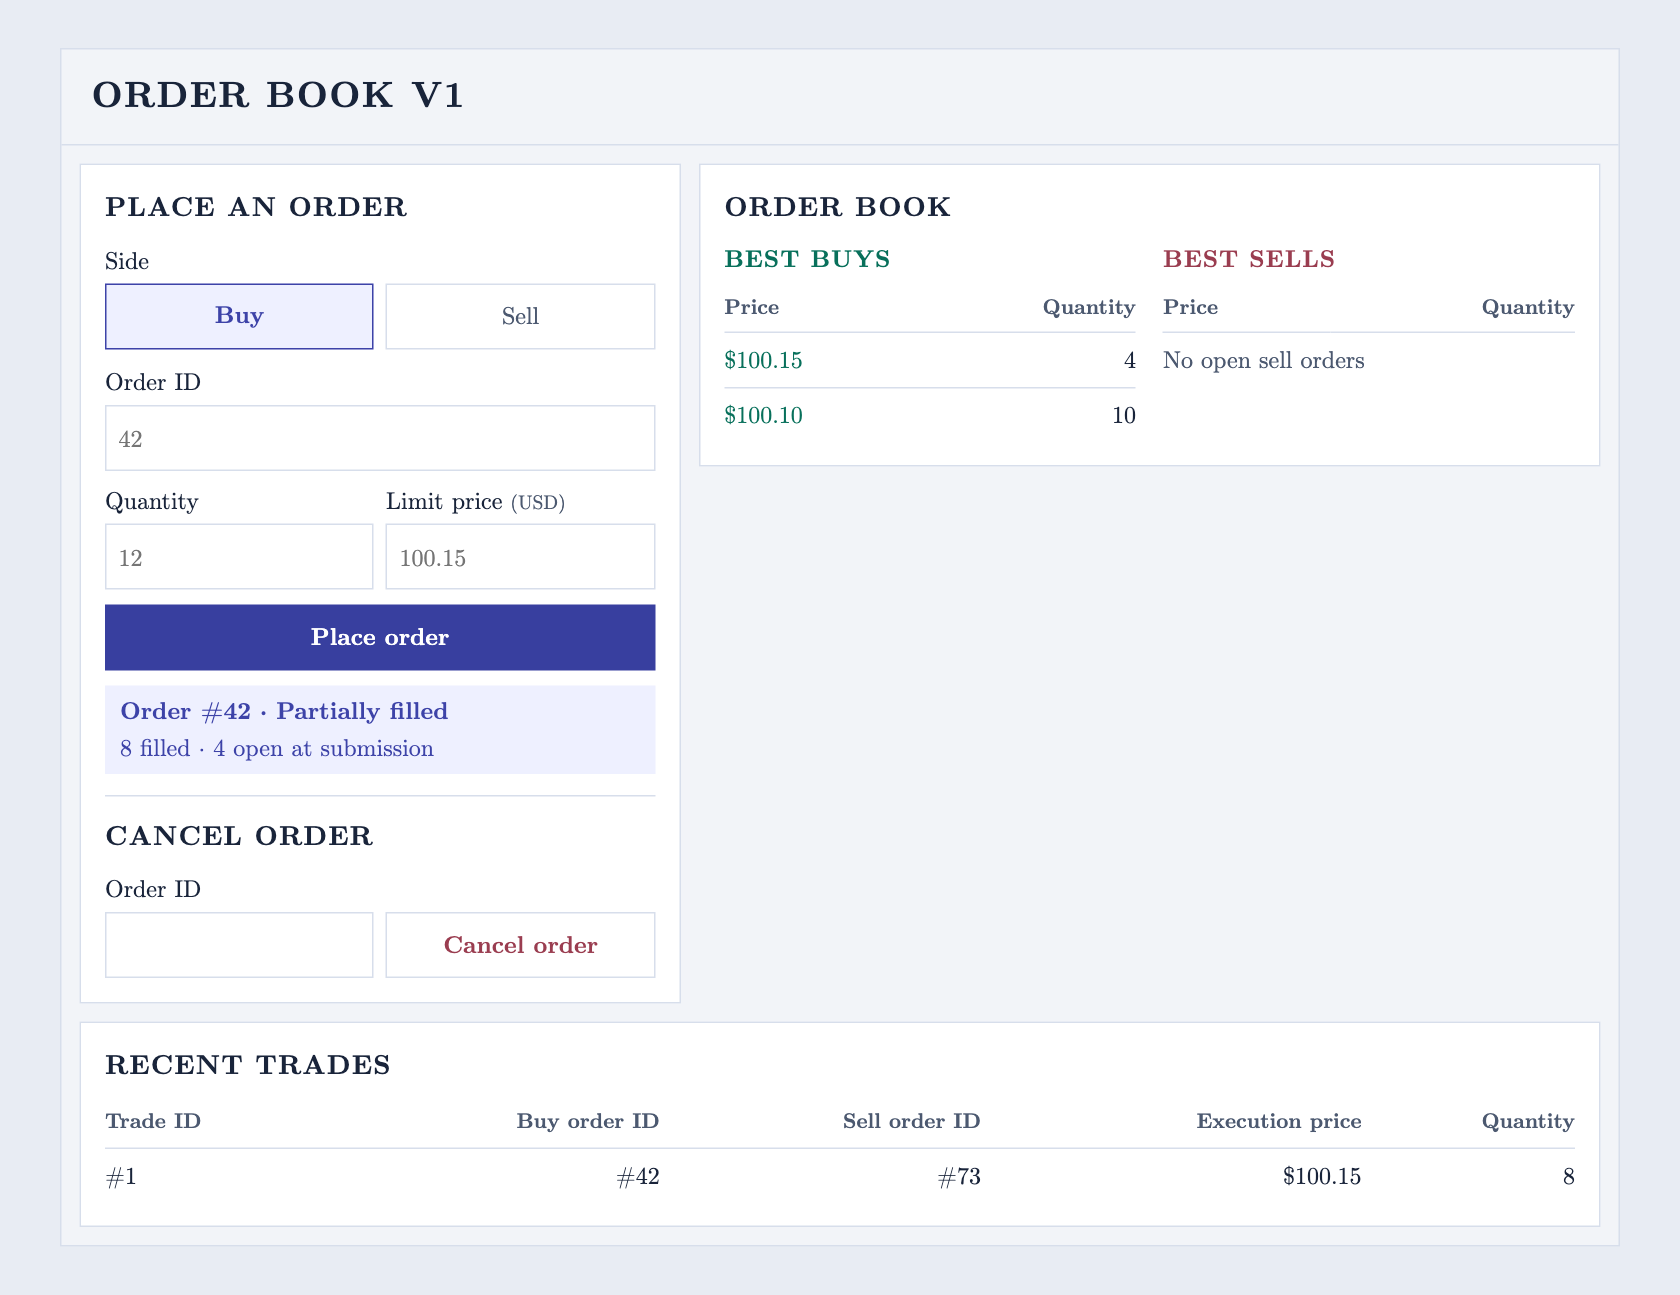 ORDER BOOK V1
PLACE AN ORDER
Side
Buy Sell
Order ID
42
Quantity Limit price (USD)
12 100.15
Place order
Order #42 · Partially filled
8 filled · 4 open at submission
CANCEL ORDER
Order ID
Cancel order
ORDER BOOK
BEST BUYS
Price Quantity
$100.15 4
$100.10 10
BEST SELLS
Price Quantity
No open sell orders
RECENT TRADES
Trade ID Buy order ID Sell order ID Execution price Quantity
#1 #42 #73 $100.15 8